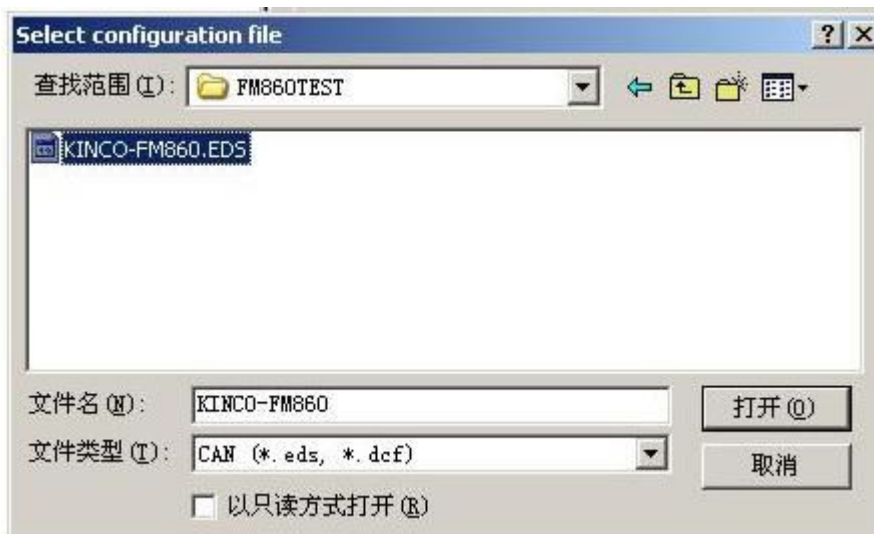 Select configuration file
查找范围(I):
FM860TEST
KINCO-FM860.EDS
文件名(N):
KINCO-FM860
打开(O)
文件类型(T):
CAN (*.eds, *.dcf)
取消
以只读方式打开(R)